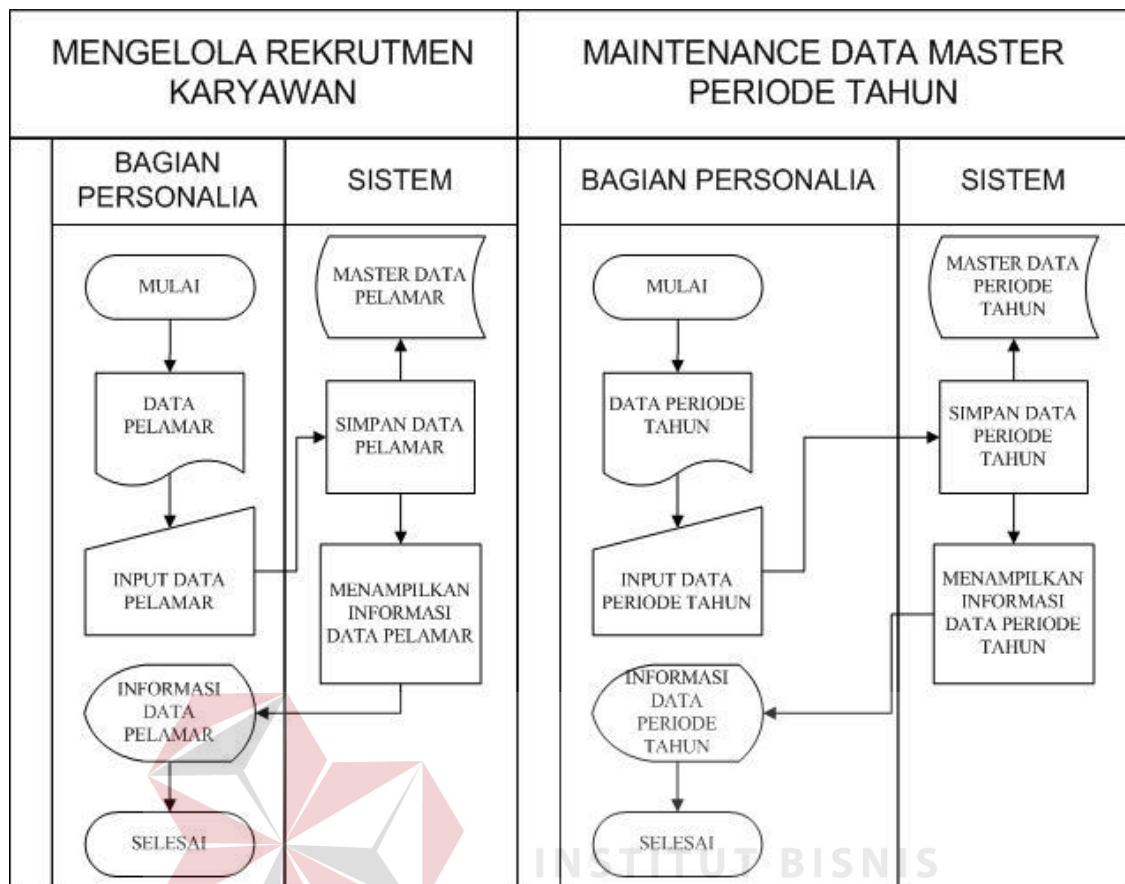 MENGELOLA REKRUTMEN
KARYAWAN
MAINTENANCE DATA MASTER
PERIODE TAHUN
BAGIAN
PERSONALIA
SISTEM
BAGIAN PERSONALIA
SISTEM
MULAI
MASTER DATA
PELAMAR
DATA
PELAMAR
SIMPAN DATA
PELAMAR
INPUT DATA
PELAMAR
MENAMPILKAN
INFORMASI
DATA PELAMAR
INFORMASI
DATA
PELAMAR
SELESAI
MULAI
MASTER DATA
PERIODE
TAHUN
DATA PERIODE
TAHUN
SIMPAN DATA
PERIODE
TAHUN
INPUT DATA
PERIODE TAHUN
MENAMPILKAN
INFORMASI
DATA PERIODE
TAHUN
INFORMASI
DATA
PERIODE
TAHUN
SELESAI
INSTITUT BISNIS